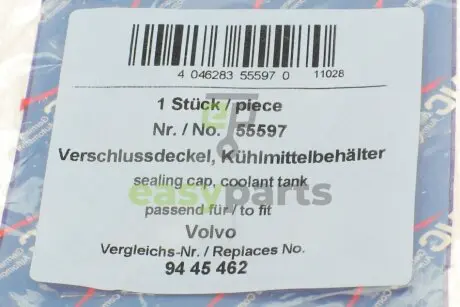 4 046283 55597 0 11028
1 Stück / piece
Nr. / No. 55597
Verschlussdeckel, Kühlmittelbehälter
sealing cap, coolant tank
easyparts
passend für / to fit
Volvo
Vergleichs-Nr. / Replaces No.
94 45 462